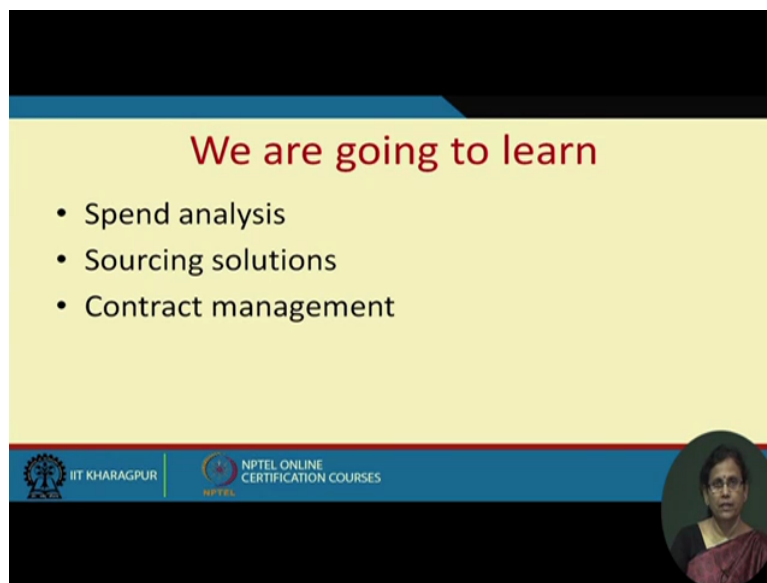 We are going to learn
• Spend analysis
• Sourcing solutions
• Contract management
IIT KHARAGPUR
NPTEL
NPTEL ONLINE
CERTIFICATION COURSES